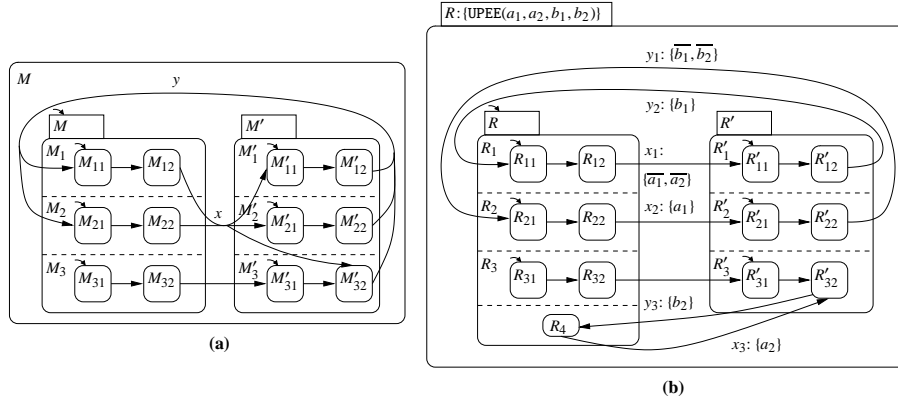 R:{UPEE(a₁, a₂, b₁, b₂)}
M
y
M
M′
M₁
M₁₁
M₁₂
M′₁
M′₁₁
M′₁₂
M₂
M₂₁
M₂₂
x
M′₂
M′₂₁
M′₂₂
M₃
M₃₁
M₃₂
M′₃
M′₃₁
M′₃₂
(a)
y₁: {b̅₁̅, b̅₂̅}
y₂: {b₁}
R
R′
R₁
R₁₁
R₁₂
x₁:
{a̅₁̅, a̅₂̅}
R′₁
R′₁₁
R′₁₂
R₂
R₂₁
R₂₂
x₂: {a₁}
R′₂
R′₂₁
R′₂₂
R₃
R₃₁
R₃₂
R′₃
R′₃₁
R′₃₂
y₃: {b₂}
R₄
x₃: {a₂}
(b)